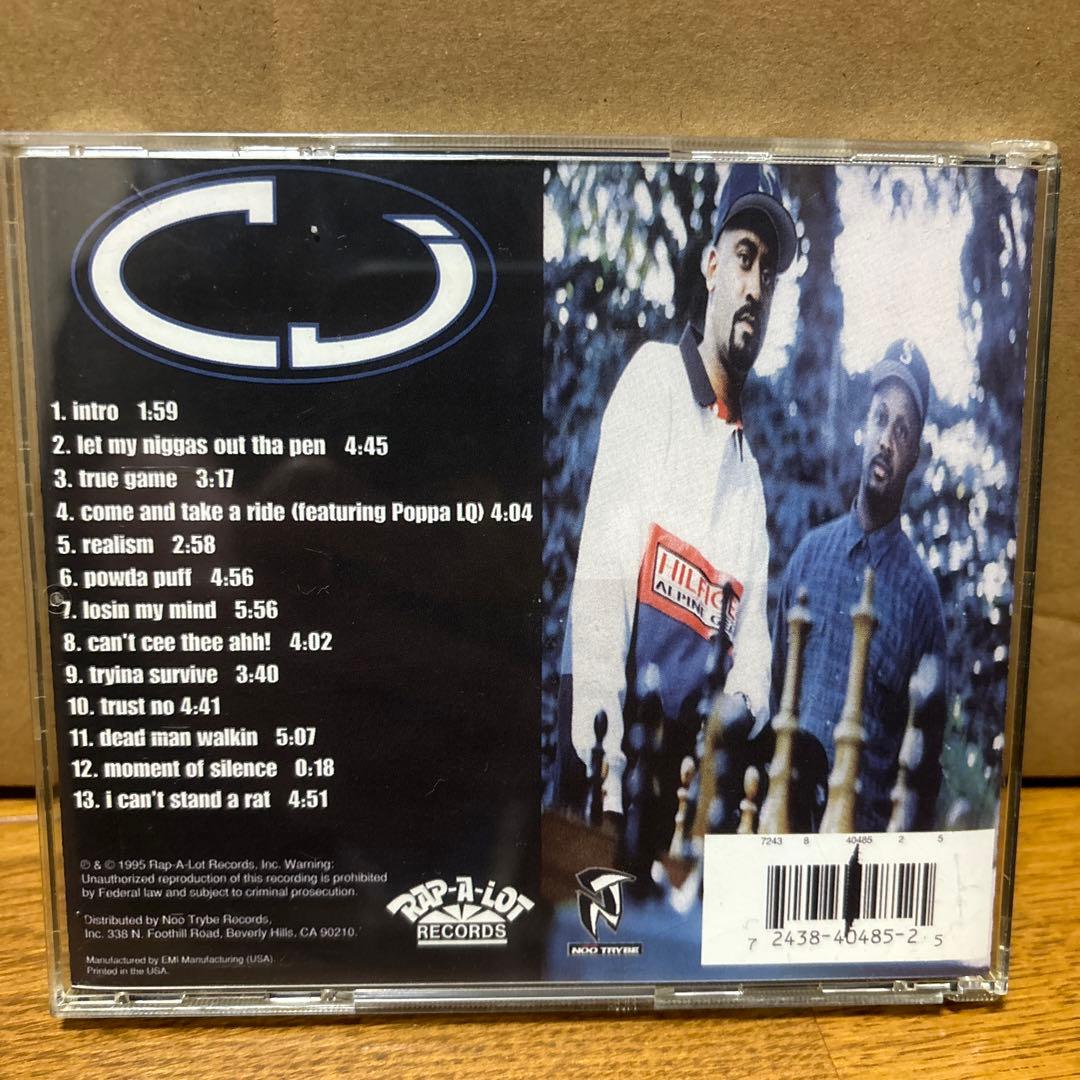 CJ
1. intro 1:59
2. let my niggas out tha pen 4:45
3. true game 3:17
4. come and take a ride (featuring Poppa LQ) 4:04
5. realism 2:58
6. powda puff 4:56
7. losin my mind 5:56
8. can't cee thee ahh! 4:02
9. tryina survive 3:40
10. trust no 4:41
11. dead man walkin 5:07
12. moment of silence 0:18
13. i can't stand a rat 4:51
℗ & © 1995 Rap-A-Lot Records, Inc. Warning:
Unauthorized reproduction of this recording is prohibited
by Federal law and subject to criminal prosecution.
Distributed by Noo Trybe Records,
Inc. 338 N. Foothill Road, Beverly Hills, CA 90210.
Manufactured by EMI Manufacturing (USA).
Printed in the USA.
RAP-A-LOT
RECORDS
NOO TRYBE
HILFIGE
ALPINE
7243 8 40485 2 5
7 2438-40485-2 5